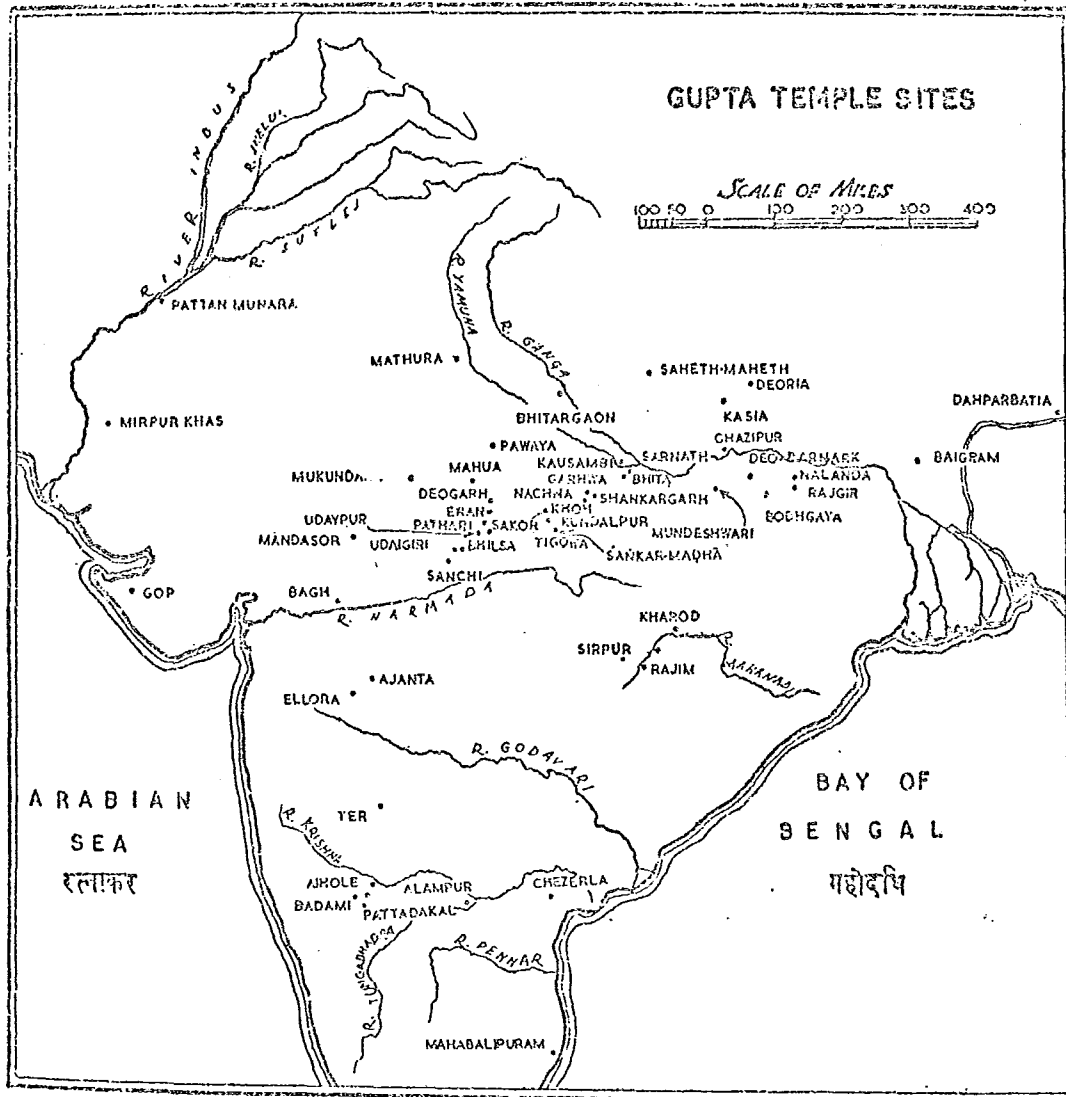 GUPTA TEMPLE SITES
SCALE OF MILES
100 50 0 100 200 300 400
RIVER INDUS
R. JHELUM
R. SUTLEJ
PATTAN MUNARA
R. YAMUNA
R. GANGA
MATHURA
SAHETH-MAHETH
DEORIA
BHITARGAON
KASIA
DAHPARBATIA
MIRPUR KHAS
GHAZIPUR
PAWAYA
SARNATH
DEO-BARNARK
BAIGRAM
KAUSAMBI
MUKUNDA
MAHUA
GARHWA
BHITA
NALANDA
DEOGARH
NACHNA
SHANKARGARH
RAJGIR
ERAN
KHOH
BODHGAYA
UDAYPUR
PATHARI
SAKOR
KUNDALPUR
MUNDESHWARI
MANDASOR
UDAIGIRI
BHILSA
TIGOWA
SANKAR-MADHA
SANCHI
GOP
BAGH
R. NARMADA
KHAROD
SIRPUR
RAJIM
R. MAHANADI
AJANTA
ELLORA
R. GODAVARI
ARABIAN
SEA
रत्नाकर
BAY OF
BENGAL
महोदधि
TER
R. KRISHNA
AIHOLE
ALAMPUR
CHEZERLA
BADAMI
PATTADAKAL
R. TUNGABHADRA
R. PENNAR
MAHABALIPURAM